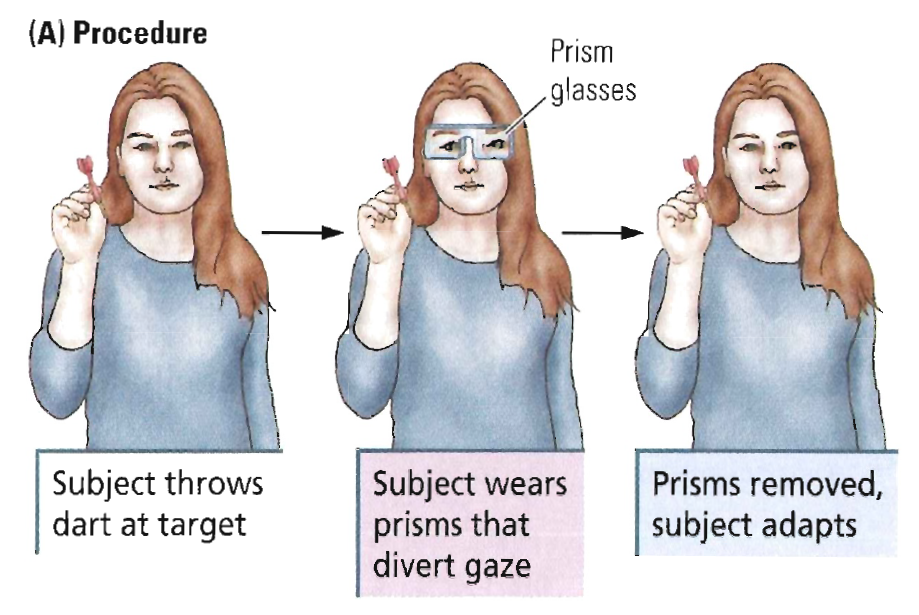 (A) Procedure
Prism
glasses
Subject throws
dart at target
Subject wears
prisms that
divert gaze
Prisms removed,
subject adapts